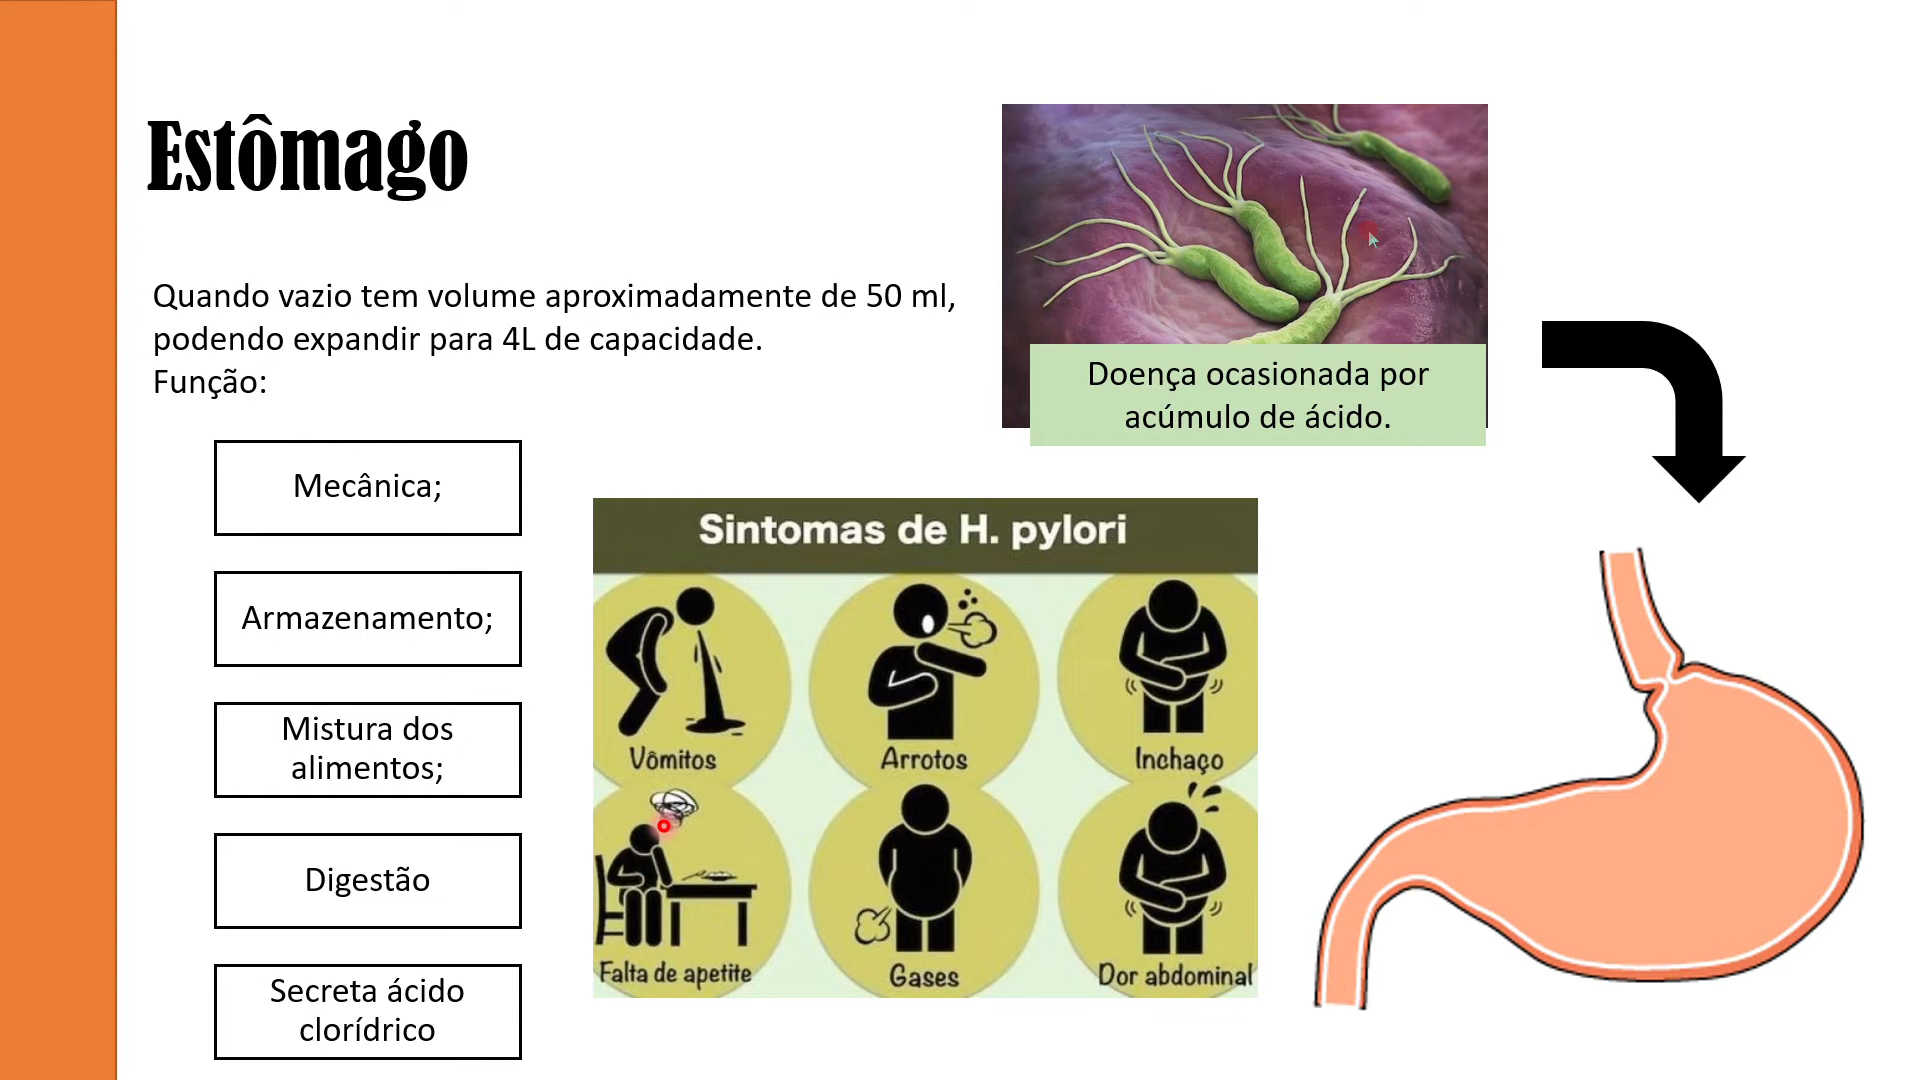 Estômago
Quando vazio tem volume aproximadamente de 50 ml,
podendo expandir para 4L de capacidade.
Função:
Mecânica;
Armazenamento;
Mistura dos
alimentos;
Digestão
Secreta ácido
clorídrico
Doença ocasionada por
acúmulo de ácido.
Sintomas de H. pylori
Vômitos
Arrotos
Inchaço
Falta de apetite
Gases
Dor abdominal